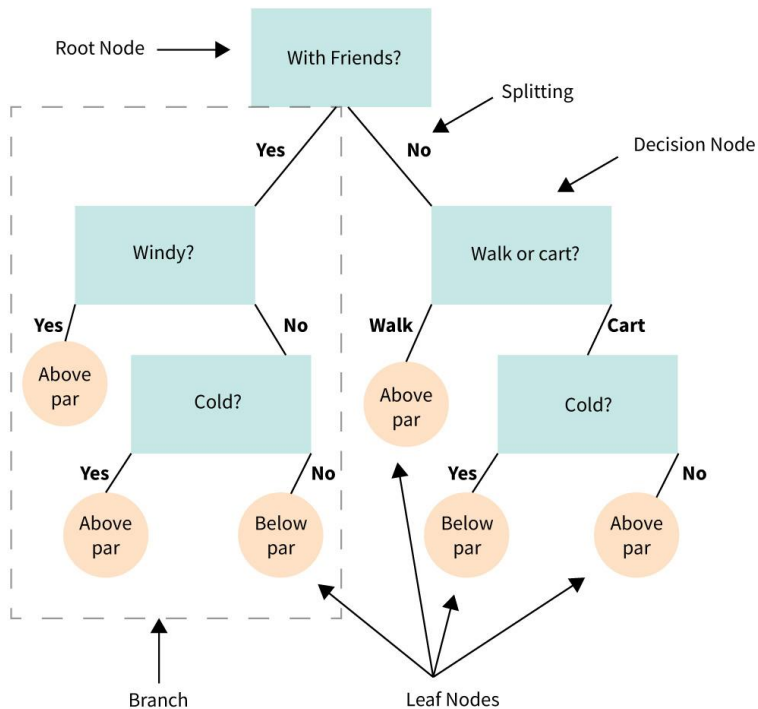 Root Node
With Friends?
Splitting
Yes
No
Decision Node
Windy?
Walk or cart?
Yes
No
Walk
Cart
Above
par
Cold?
Above
par
Cold?
Yes
No
Yes
No
Above
par
Below
par
Below
par
Above
par
Branch
Leaf Nodes